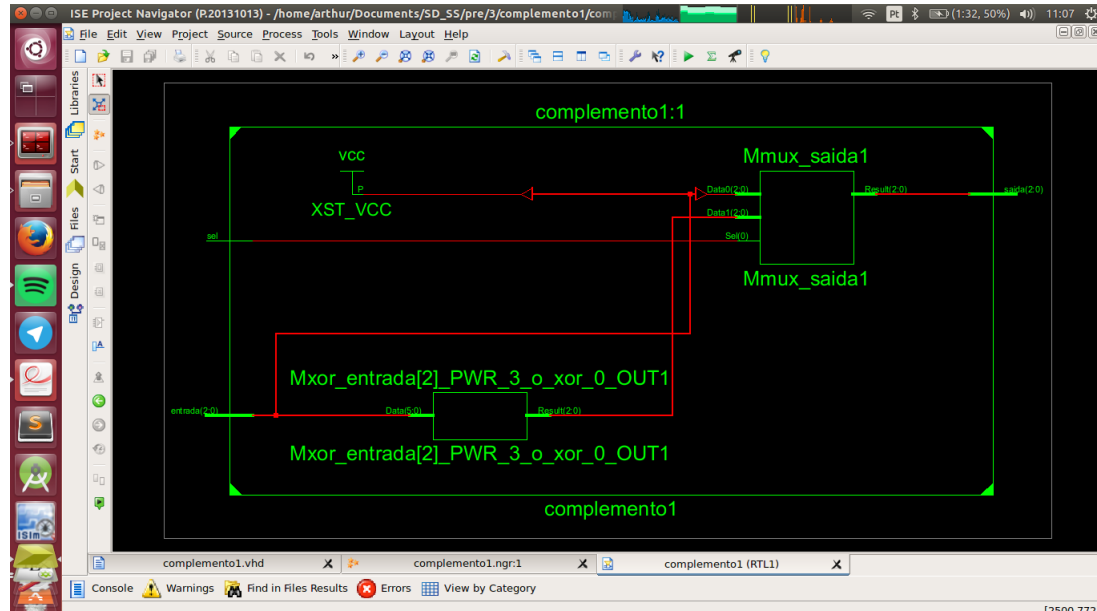 ISE Project Navigator (P.20131013) - /home/arthur/Documents/SD_SS/pre/3/complemento1/com
Pt
(1:32, 50%)
11:07
File Edit View Project Source Process Tools Window Layout Help
»
Libraries
Start
Files
Design
complemento1:1
vcc
P
XST_VCC
Mmux_saida1
Data0(2:0)
Data1(2:0)
Sel(0)
Result(2:0)
saida(2:0)
Mmux_saida1
sel
Mxor_entrada[2]_PWR_3_o_xor_0_OUT1
entrada(2:0)
Data(5:0)
Result(2:0)
Mxor_entrada[2]_PWR_3_o_xor_0_OUT1
complemento1
S
ISim
complemento1.vhd
complemento1.ngr:1
complemento1 (RTL1)
Console
Warnings
Find in Files Results
Errors
View by Category
[2500,772